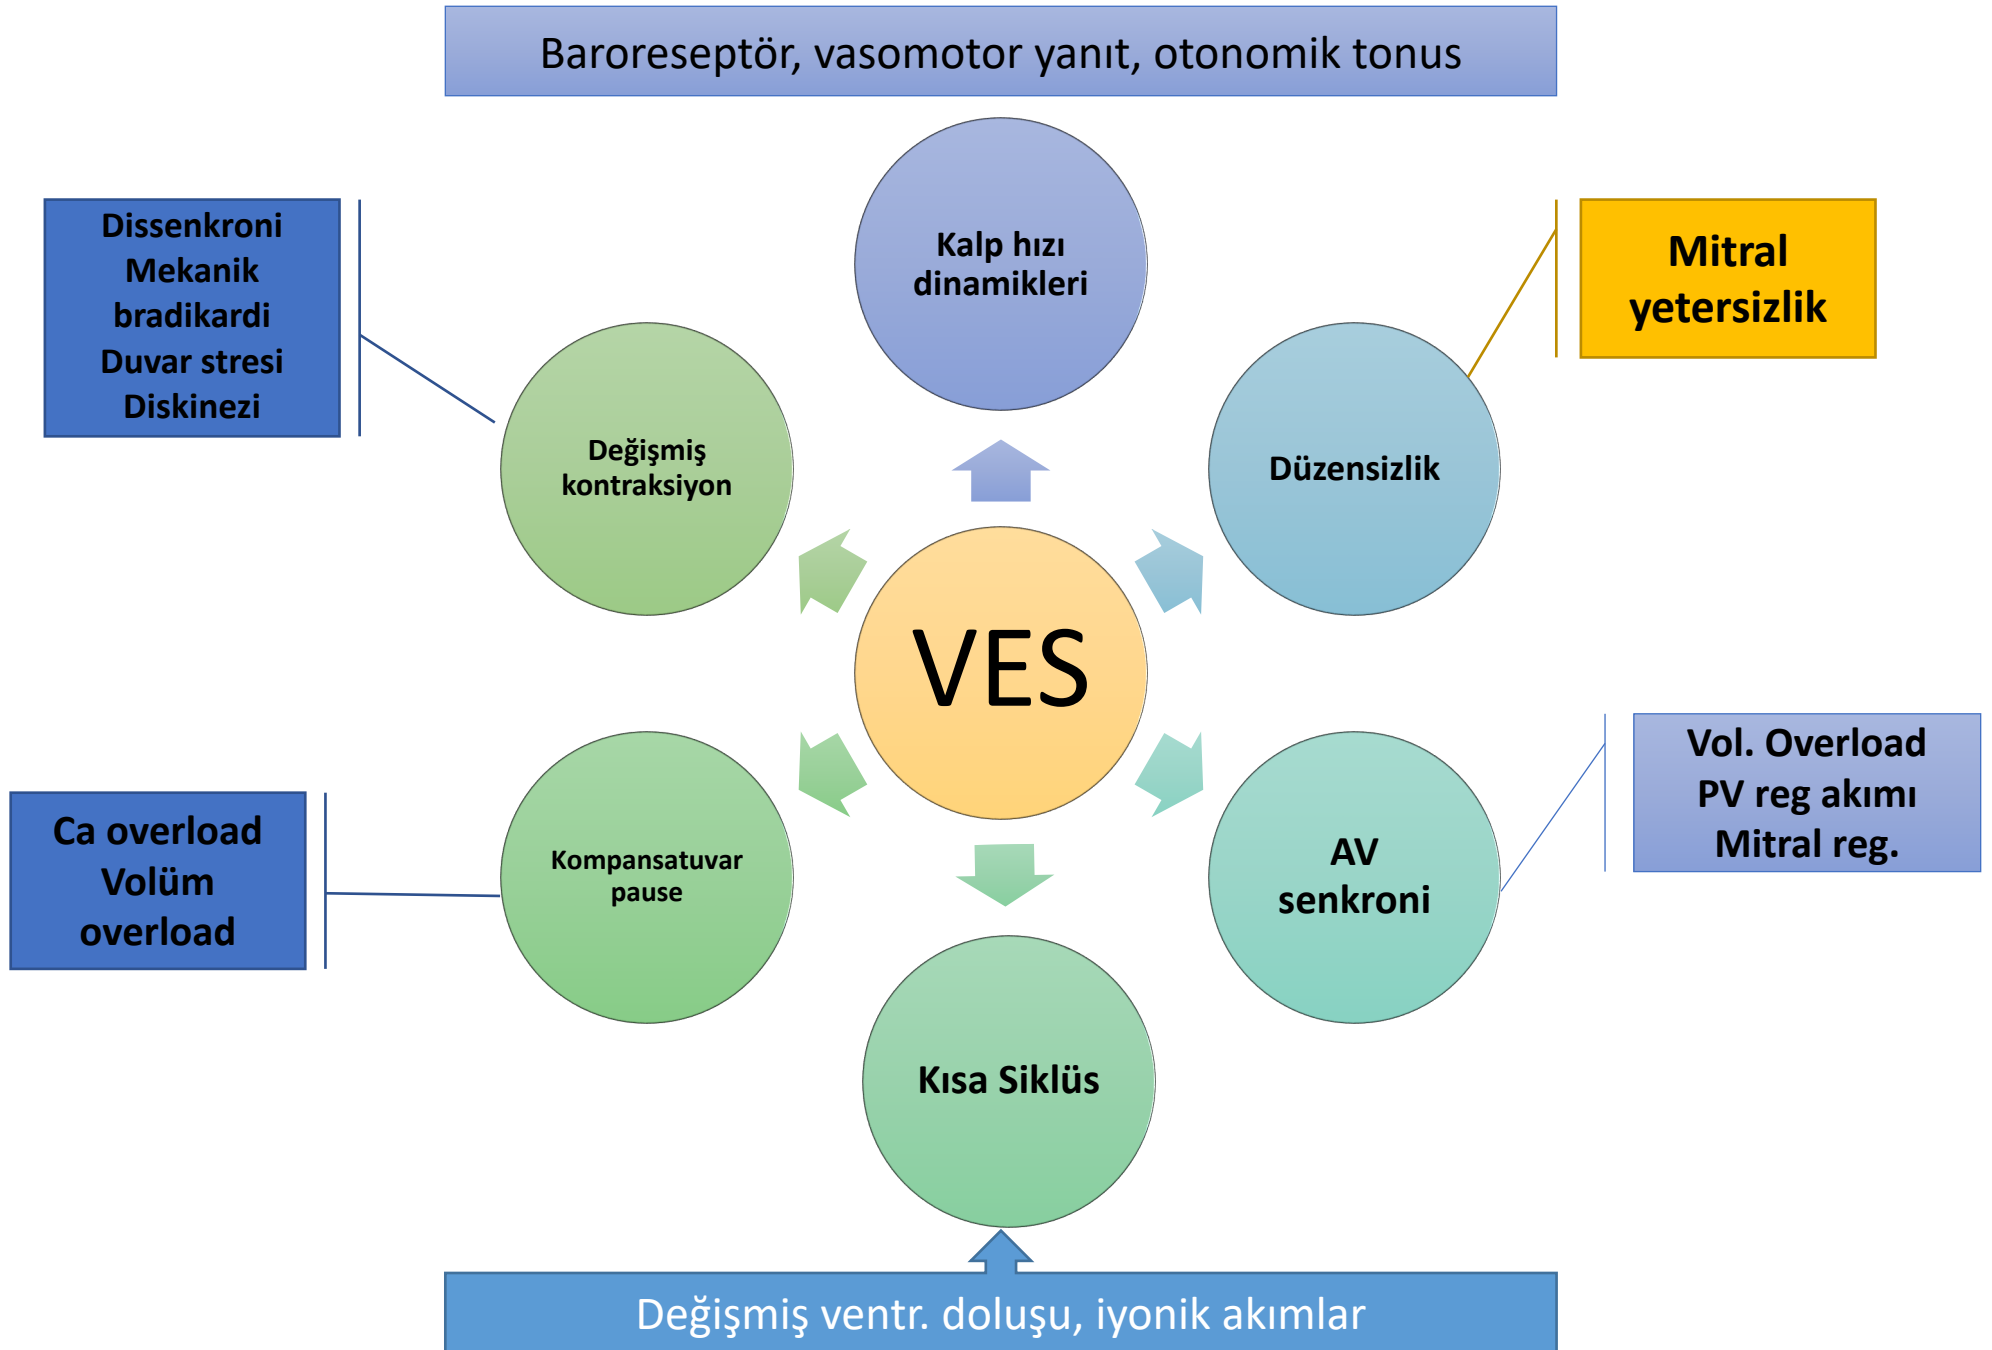 Baroreseptör, vasomotor yanıt, otonomik tonus
Kalp hızı
dinamikleri
Dissenkroni
Mekanik
bradikardi
Duvar stresi
Diskinezi
Mitral
yetersizlik
Değişmiş
kontraksiyon
Düzensizlik
VES
Ca overload
Volüm
overload
Kompansatuvar
pause
AV
senkroni
Vol. Overload
PV reg akımı
Mitral reg.
Kısa Siklüs
Değişmiş ventr. doluşu, iyonik akımlar